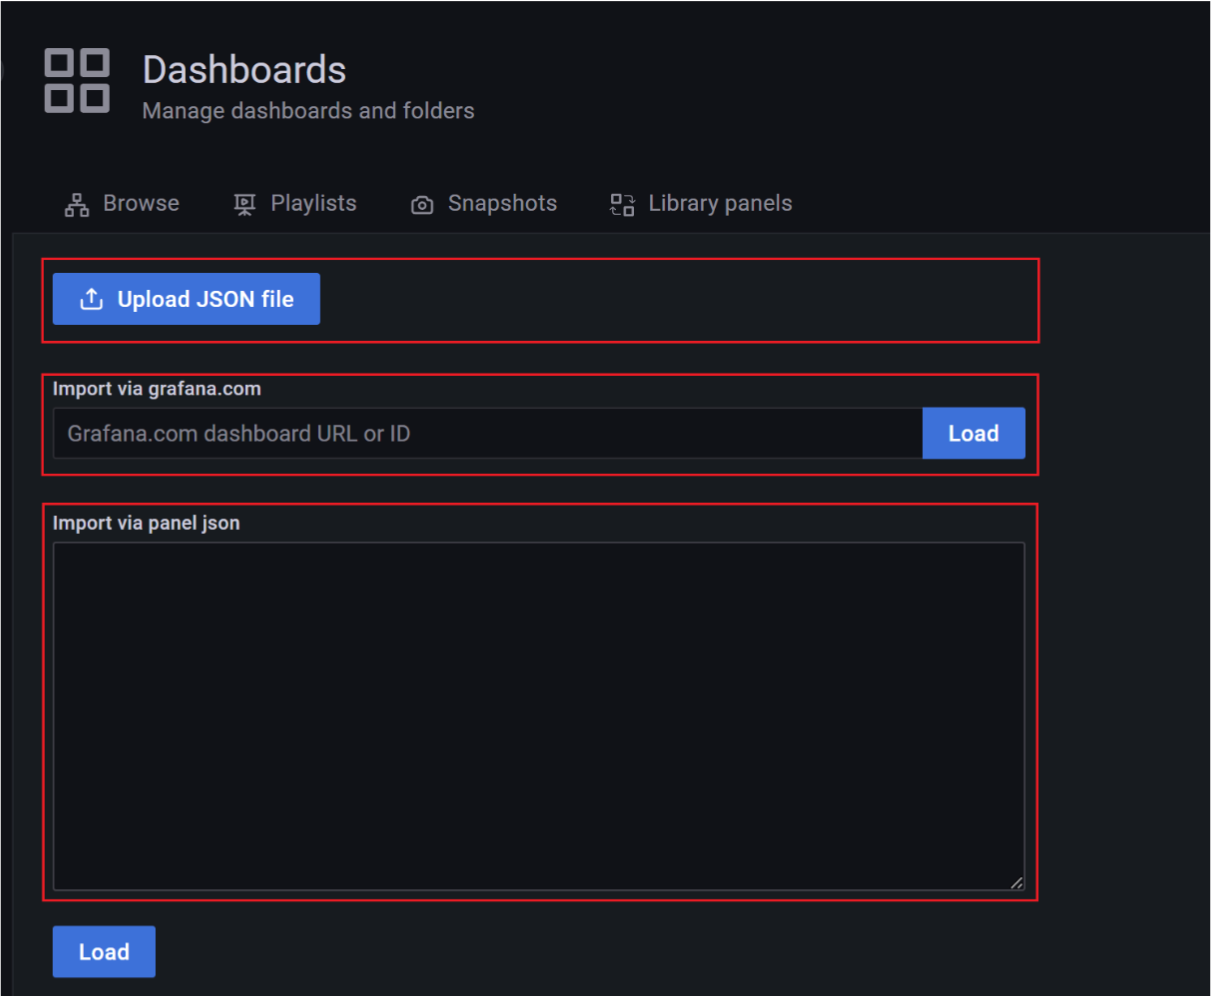 Dashboards
Manage dashboards and folders
Browse Playlists Snapshots Library panels
Upload JSON file
Import via grafana.com
Grafana.com dashboard URL or ID Load
Import via panel json
Load